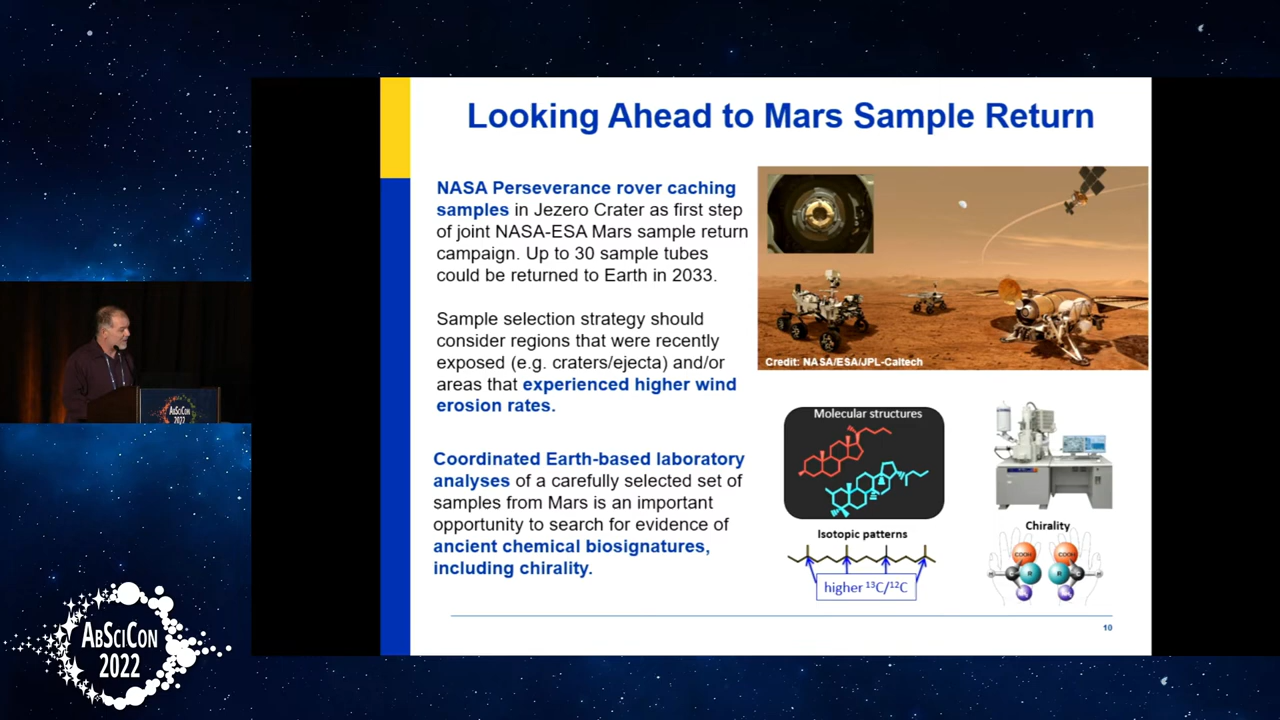 Looking Ahead to Mars Sample Return
NASA Perseverance rover caching
samples in Jezero Crater as first step
of joint NASA-ESA Mars sample return
campaign. Up to 30 sample tubes
could be returned to Earth in 2033.
Sample selection strategy should
consider regions that were recently
exposed (e.g. craters/ejecta) and/or
areas that experienced higher wind
erosion rates.
Coordinated Earth-based laboratory
analyses of a carefully selected set of
samples from Mars is an important
opportunity to search for evidence of
ancient chemical biosignatures,
including chirality.
Credit: NASA/ESA/JPL-Caltech
Molecular structures
Isotopic patterns
higher ¹³C/¹²C
Chirality
COOH
COOH
R
R
10
ABSCICON
2022
ABSCICON
2022